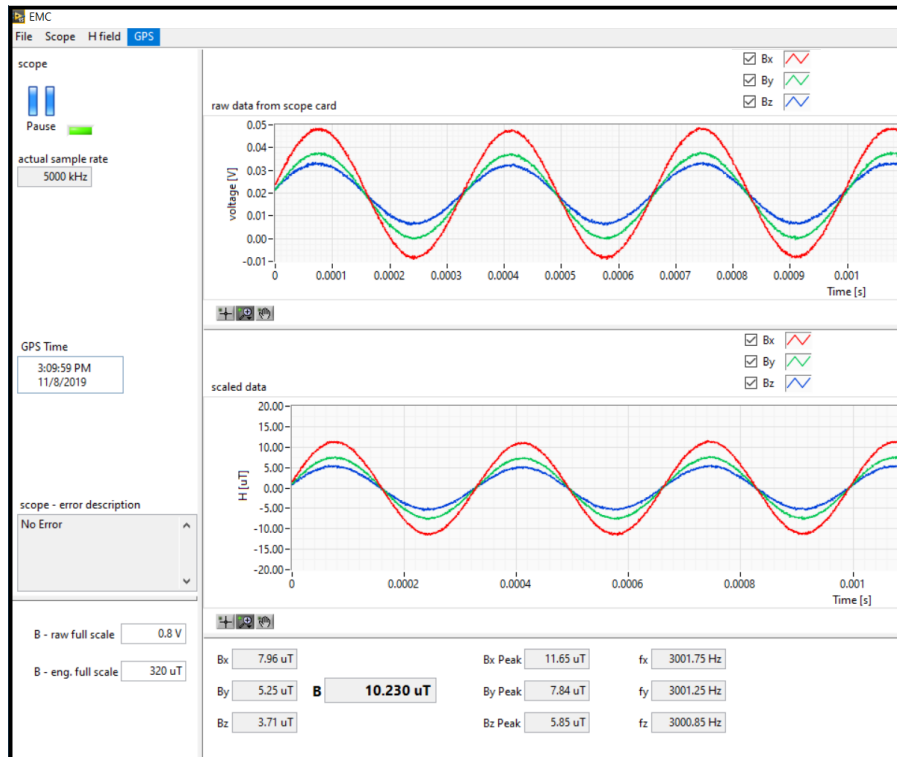 EMC
File Scope H field GPS
scope
Pause
actual sample rate
5000 kHz
GPS Time
3:09:59 PM
11/8/2019
scope - error description
No Error
B - raw full scale 0.8 V
B - eng. full scale 320 uT
Bx
By
Bz
raw data from scope card
voltage [V]
0.05
0.04
0.03
0.02
0.01
0.00
-0.01
0 0.0001 0.0002 0.0003 0.0004 0.0005 0.0006 0.0007 0.0008 0.0009 0.001
Time [s]
Bx
By
Bz
scaled data
H [uT]
20.00
15.00
10.00
5.00
0.00
-5.00
-10.00
-15.00
-20.00
0 0.0002 0.0004 0.0006 0.0008 0.001
Time [s]
Bx 7.96 uT Bx Peak 11.65 uT fx 3001.75 Hz
By 5.25 uT B 10.230 uT By Peak 7.84 uT fy 3001.25 Hz
Bz 3.71 uT Bz Peak 5.85 uT fz 3000.85 Hz